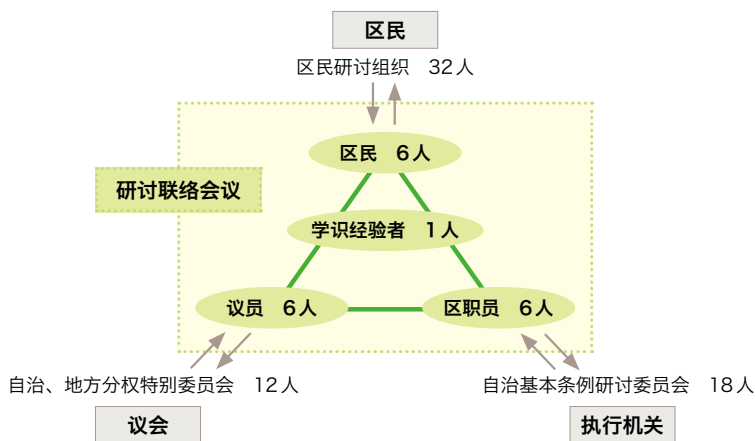 区民
区民研讨组织　32人
区民　6人
研讨联络会议
学识经验者　1人
议员　6人
区职员　6人
自治、地方分权特别委员会　12人
自治基本条例研讨委员会　18人
议会
执行机关